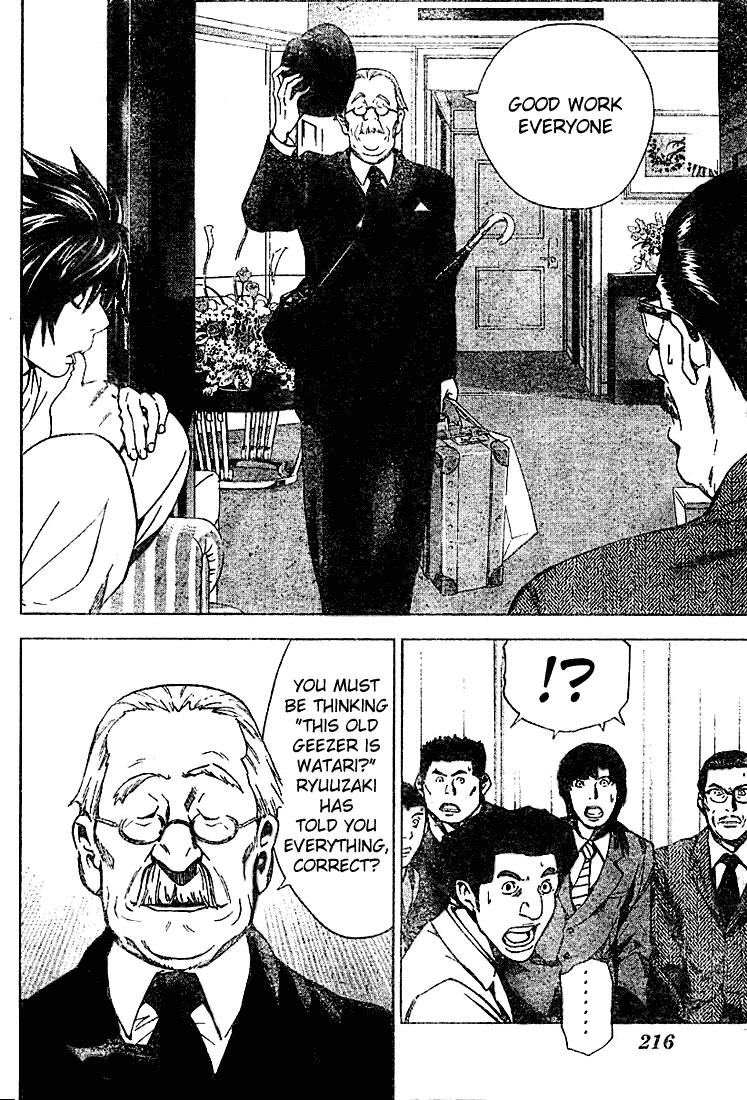 GOOD WORK
EVERYONE
!?
YOU MUST
BE THINKING
"THIS OLD
GEEZER IS
WATARI?"
RYUUZAKI
HAS
TOLD YOU
EVERYTHING,
CORRECT?
......
216